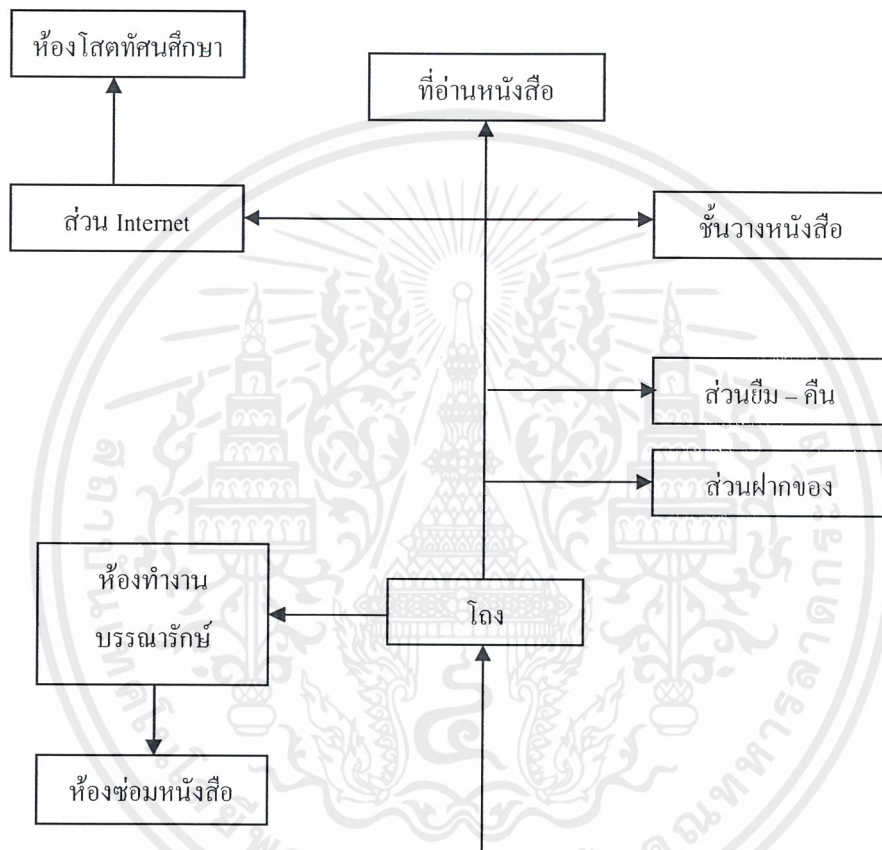 ห้องโสตทัศนศึกษา
ที่อ่านหนังสือ
ส่วน Internet
ชั้นวางหนังสือ
ส่วนยืม – คืน
ส่วนฝากของ
ห้องทำงาน
บรรณารักษ์
โถง
ห้องซ่อมหนังสือ